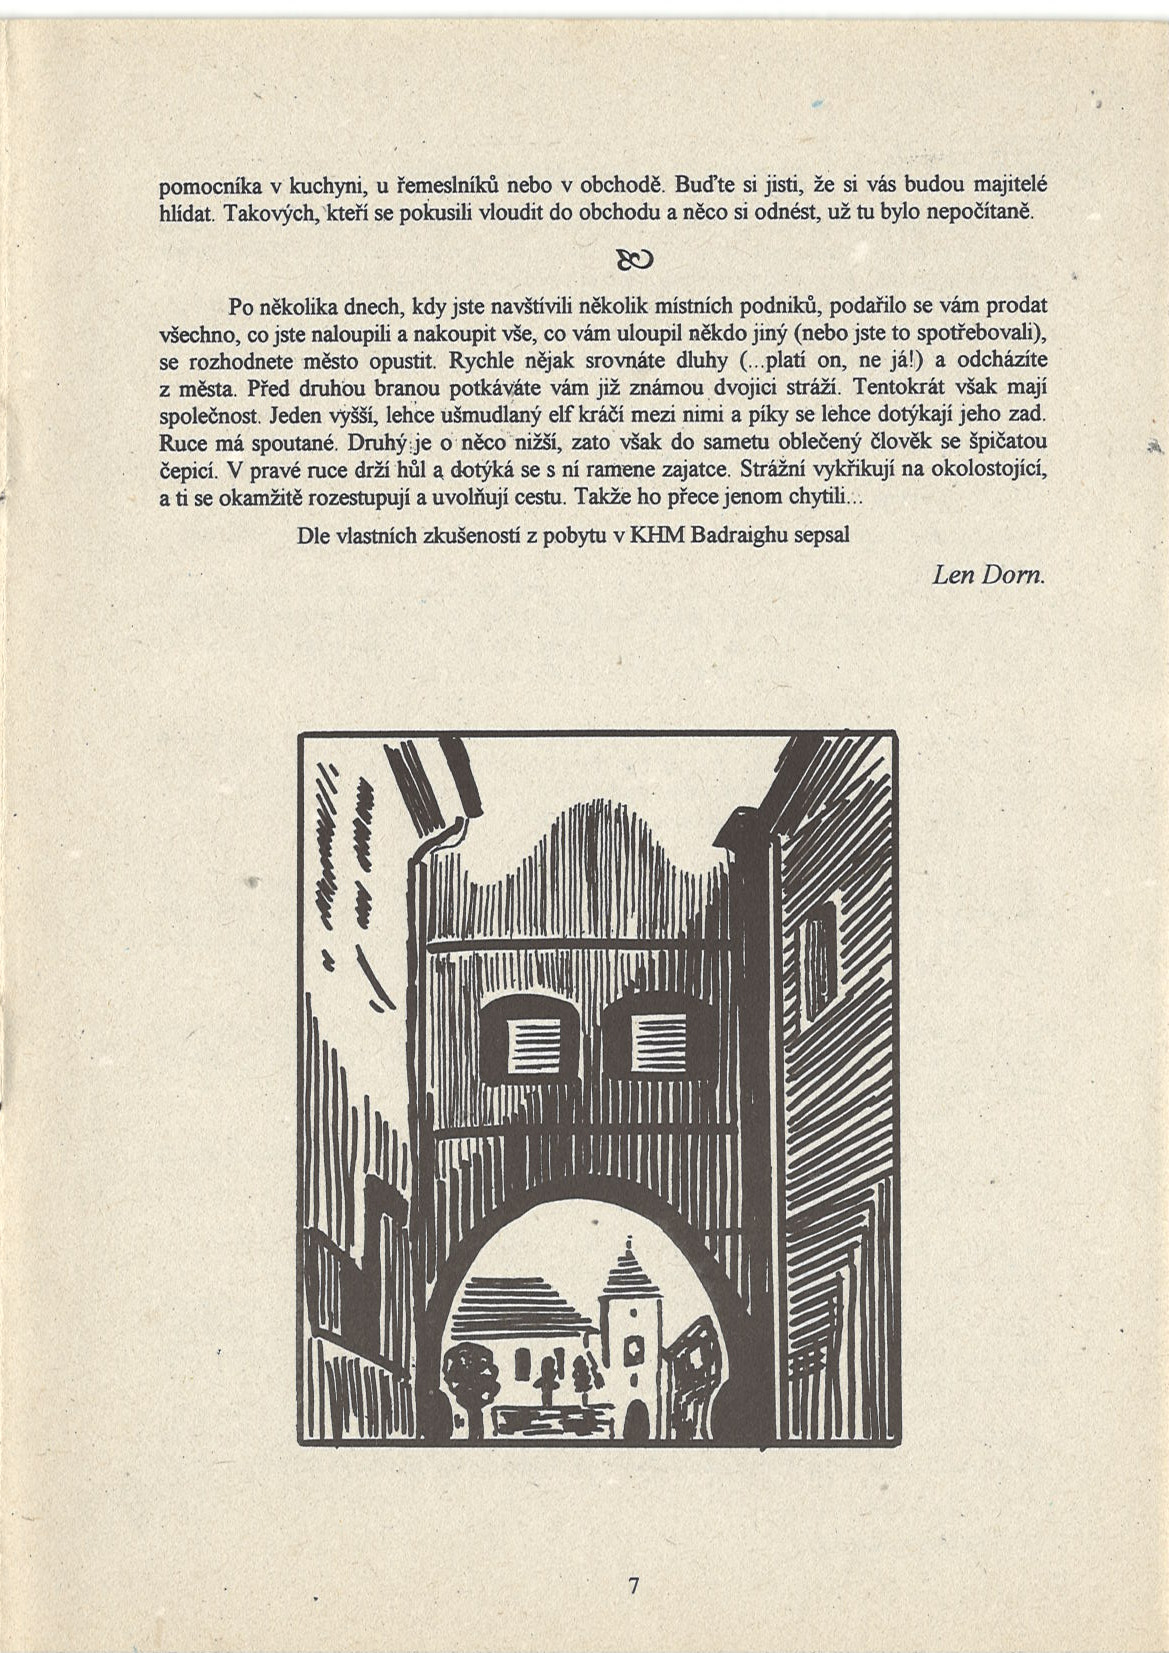 pomocníka v kuchyni, u řemeslníků nebo v obchodě. Buďte si jisti, že si vás budou majitelé
hlídat. Takových, kteří se pokusili vloudit do obchodu a něco si odnést, už tu bylo nepočítaně.
Po několika dnech, kdy jste navštívili několik místních podniků, podařilo se vám prodat
všechno, co jste naloupili a nakoupit vše, co vám uloupil někdo jiný (nebo jste to spotřebovali),
se rozhodnete město opustit. Rychle nějak srovnáte dluhy (...platí on, ne já!) a odcházíte
z města. Před druhou branou potkáváte vám již známou dvojici stráží. Tentokrát však mají
společnost. Jeden vyšší, lehce ušmudlaný elf kráčí mezi nimi a píky se lehce dotýkají jeho zad.
Ruce má spoutané. Druhý je o něco nižší, zato však do sametu oblečený člověk se špičatou
čepicí. V pravé ruce drží hůl a dotýká se s ní ramene zajatce. Strážní vykřikují na okolostojící,
a ti se okamžitě rozestupují a uvolňují cestu. Takže ho přece jenom chytili...
Dle vlastních zkušeností z pobytu v KHM Badraighu sepsal
Len Dorn.
7